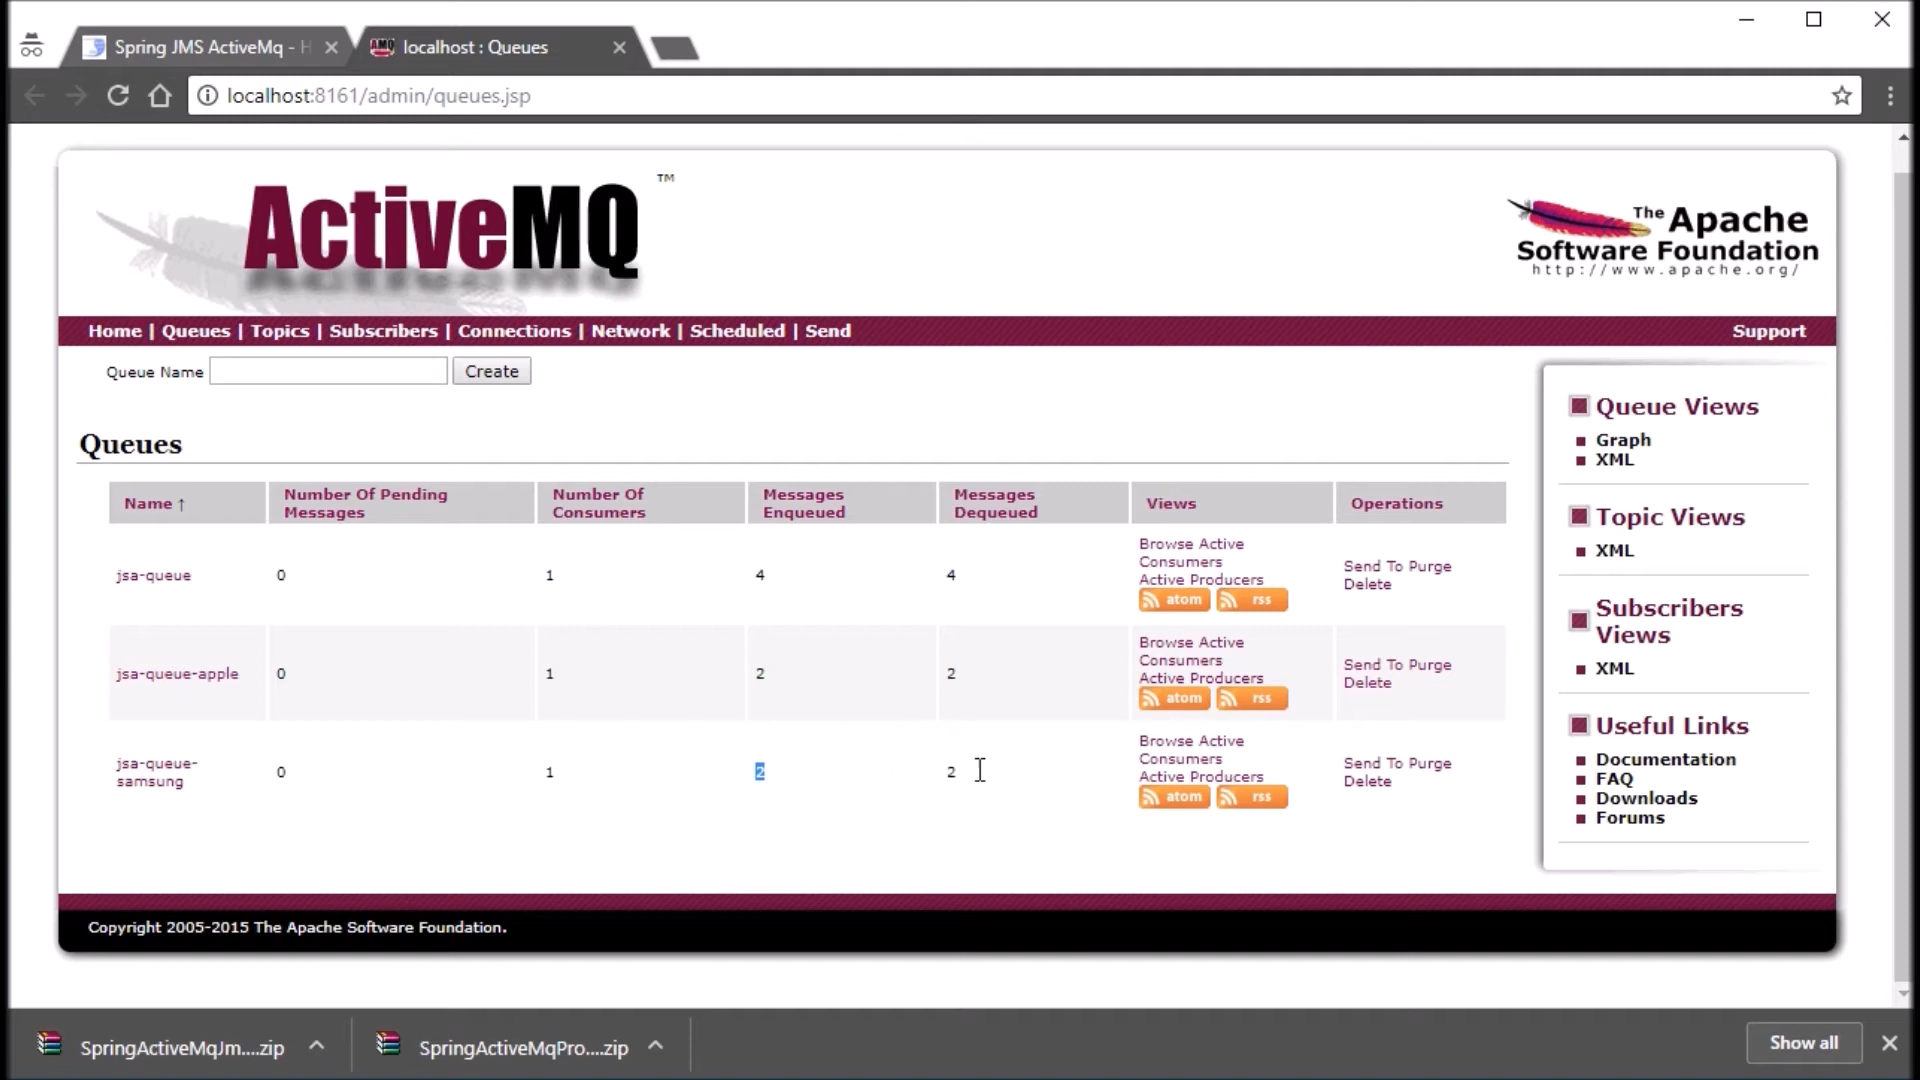 Spring JMS ActiveMq - H
localhost : Queues
localhost:8161/admin/queues.jsp
ActiveMQ
TM
The Apache
Software Foundation
http://www.apache.org/
Home | Queues | Topics | Subscribers | Connections | Network | Scheduled | Send
Support
Queue Name
Create
Queues
Name ↑
Number Of Pending
Messages
Number Of
Consumers
Messages
Enqueued
Messages
Dequeued
Views
Operations
jsa-queue
0
1
4
4
Browse Active
Consumers
Active Producers
atom rss
Send To Purge
Delete
jsa-queue-apple
0
1
2
2
Browse Active
Consumers
Active Producers
atom rss
Send To Purge
Delete
jsa-queue-
samsung
0
1
2
2
Browse Active
Consumers
Active Producers
atom rss
Send To Purge
Delete
Queue Views
Graph
XML
Topic Views
XML
Subscribers
Views
XML
Useful Links
Documentation
FAQ
Downloads
Forums
Copyright 2005-2015 The Apache Software Foundation.
SpringActiveMqJm....zip
SpringActiveMqPro....zip
Show all